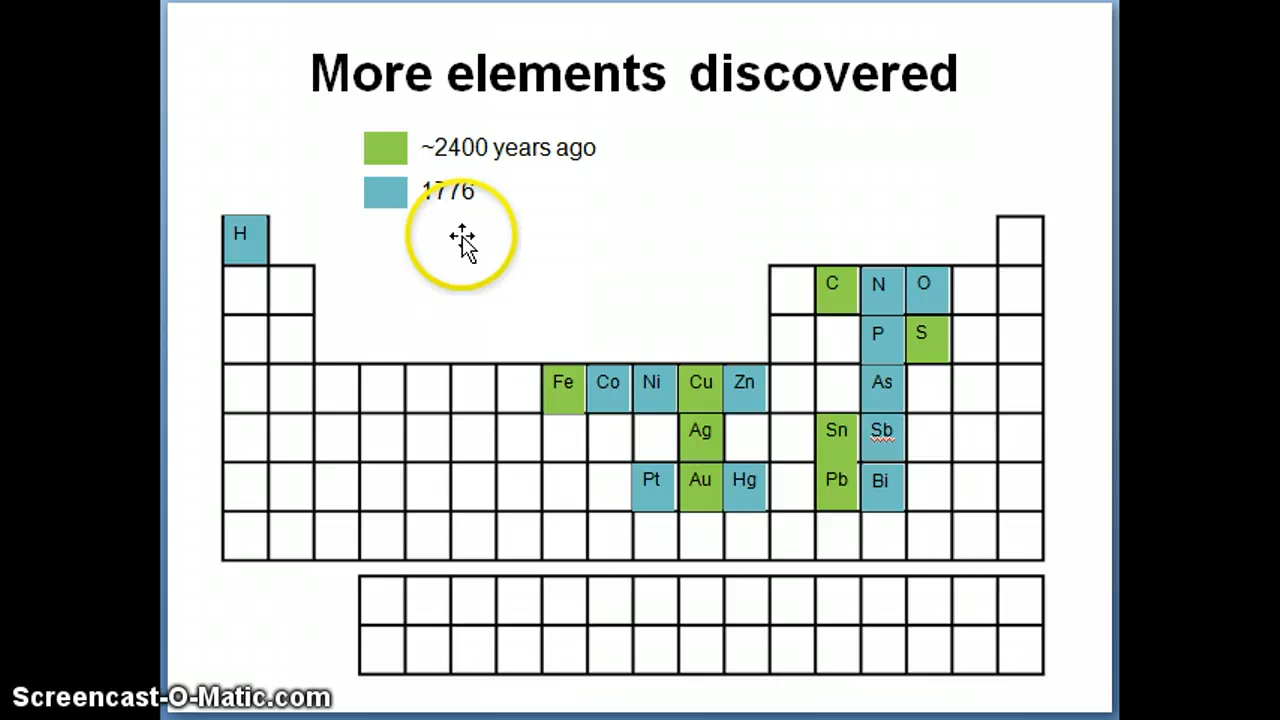 More elements discovered
~2400 years ago
1776
H
C N O
P S
Fe Co Ni Cu Zn As
Ag Sn Sb
Pt Au Hg Pb Bi
Screencast-O-Matic.com